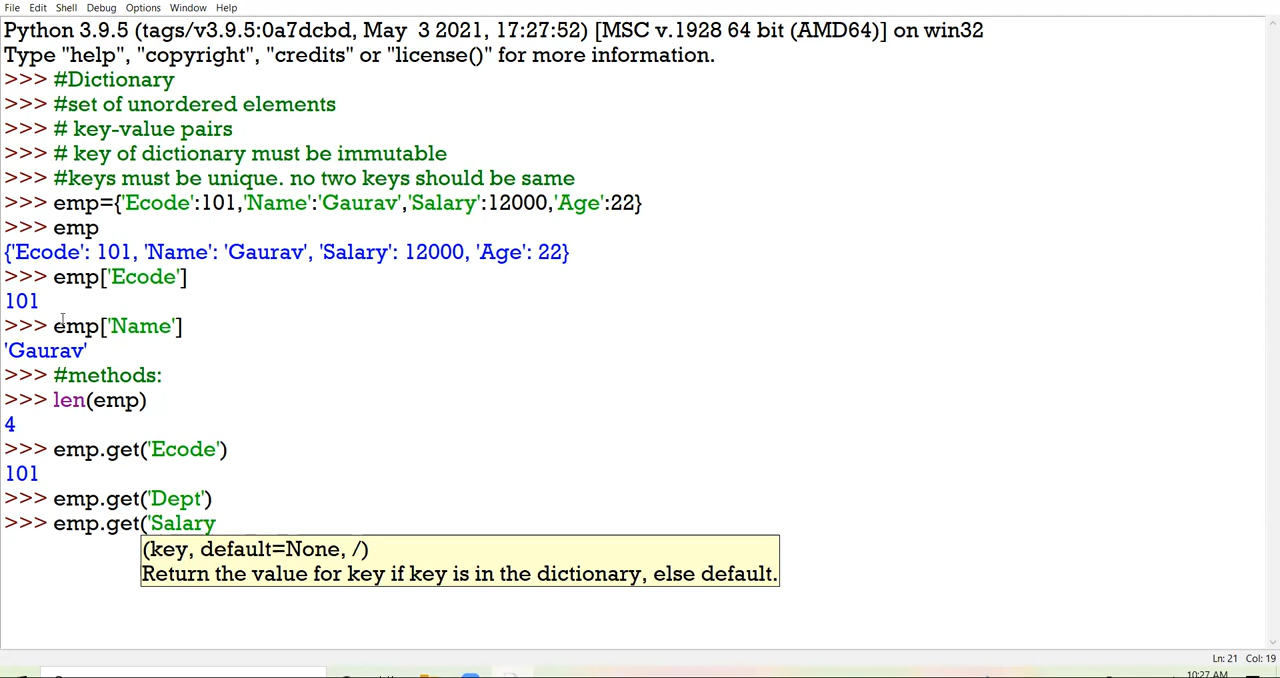 File Edit Shell Debug Options Window Help
Python 3.9.5 (tags/v3.9.5:0a7dcbd, May  3 2021, 17:27:52) [MSC v.1928 64 bit (AMD64)] on win32
Type "help", "copyright", "credits" or "license()" for more information.
>>> #Dictionary
>>> #set of unordered elements
>>> # key-value pairs
>>> # key of dictionary must be immutable
>>> #keys must be unique. no two keys should be same
>>> emp={'Ecode':101,'Name':'Gaurav','Salary':12000,'Age':22}
>>> emp
{'Ecode': 101, 'Name': 'Gaurav', 'Salary': 12000, 'Age': 22}
>>> emp['Ecode']
101
>>> emp['Name']
'Gaurav'
>>> #methods:
>>> len(emp)
4
>>> emp.get('Ecode')
101
>>> emp.get('Dept')
>>> emp.get('Salary
(key, default=None, /)
Return the value for key if key is in the dictionary, else default.
Ln: 21 Col: 19
10:27 AM